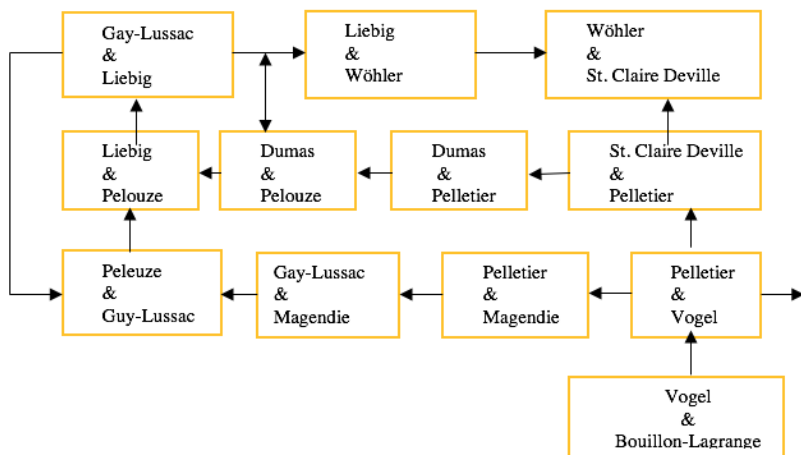 Gay-Lussac
&
Liebig
Liebig
&
Wöhler
Wöhler
&
St. Claire Deville
Liebig
&
Pelouze
Dumas
&
Pelouze
Dumas
&
Pelletier
St. Claire Deville
&
Pelletier
Peleuze
&
Guy-Lussac
Gay-Lussac
&
Magendie
Pelletier
&
Magendie
Pelletier
&
Vogel
Vogel
&
Bouillon-Lagrange